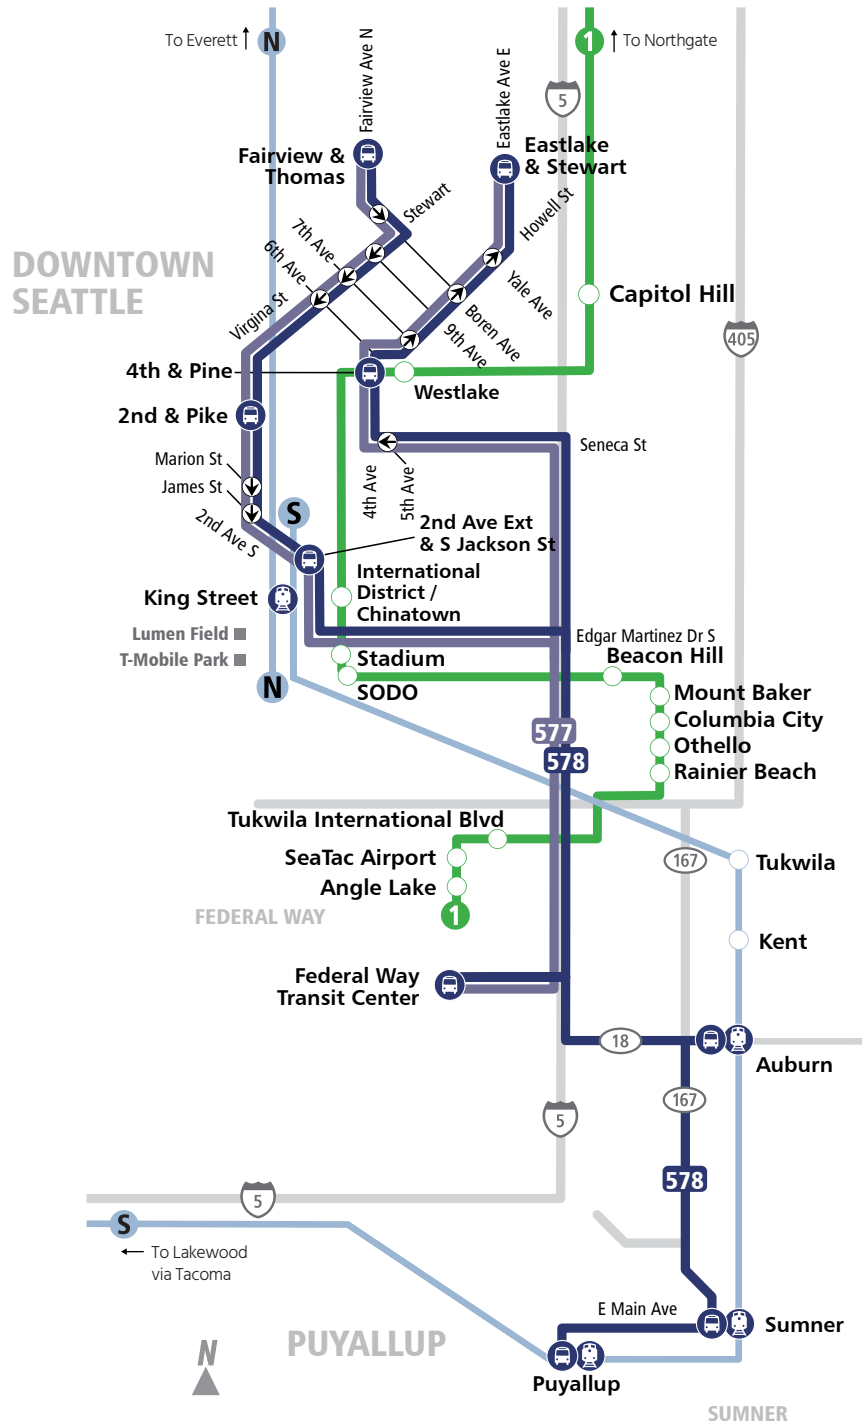 To Everett
N
1
To Northgate
Fairview Ave N
Eastlake Ave E
5
Fairview &
Thomas
Eastlake
& Stewart
Stewart
Howell St
7th Ave
6th Ave
DOWNTOWN
SEATTLE
Virgina St
Yale Ave
Boren Ave
9th Ave
Capitol Hill
405
4th & Pine
Westlake
2nd & Pike
Seneca St
Marion St
James St
4th Ave
5th Ave
2nd Ave S
S
2nd Ave Ext
& S Jackson St
International
District /
Chinatown
King Street
Lumen Field
T-Mobile Park
Edgar Martinez Dr S
Beacon Hill
Stadium
SODO
N
Mount Baker
Columbia City
Othello
Rainier Beach
577
578
Tukwila International Blvd
SeaTac Airport
Angle Lake
1
167
Tukwila
FEDERAL WAY
Kent
Federal Way
Transit Center
18
Auburn
167
5
578
5
S
To Lakewood
via Tacoma
E Main Ave
Sumner
N
PUYALLUP
Puyallup
SUMNER